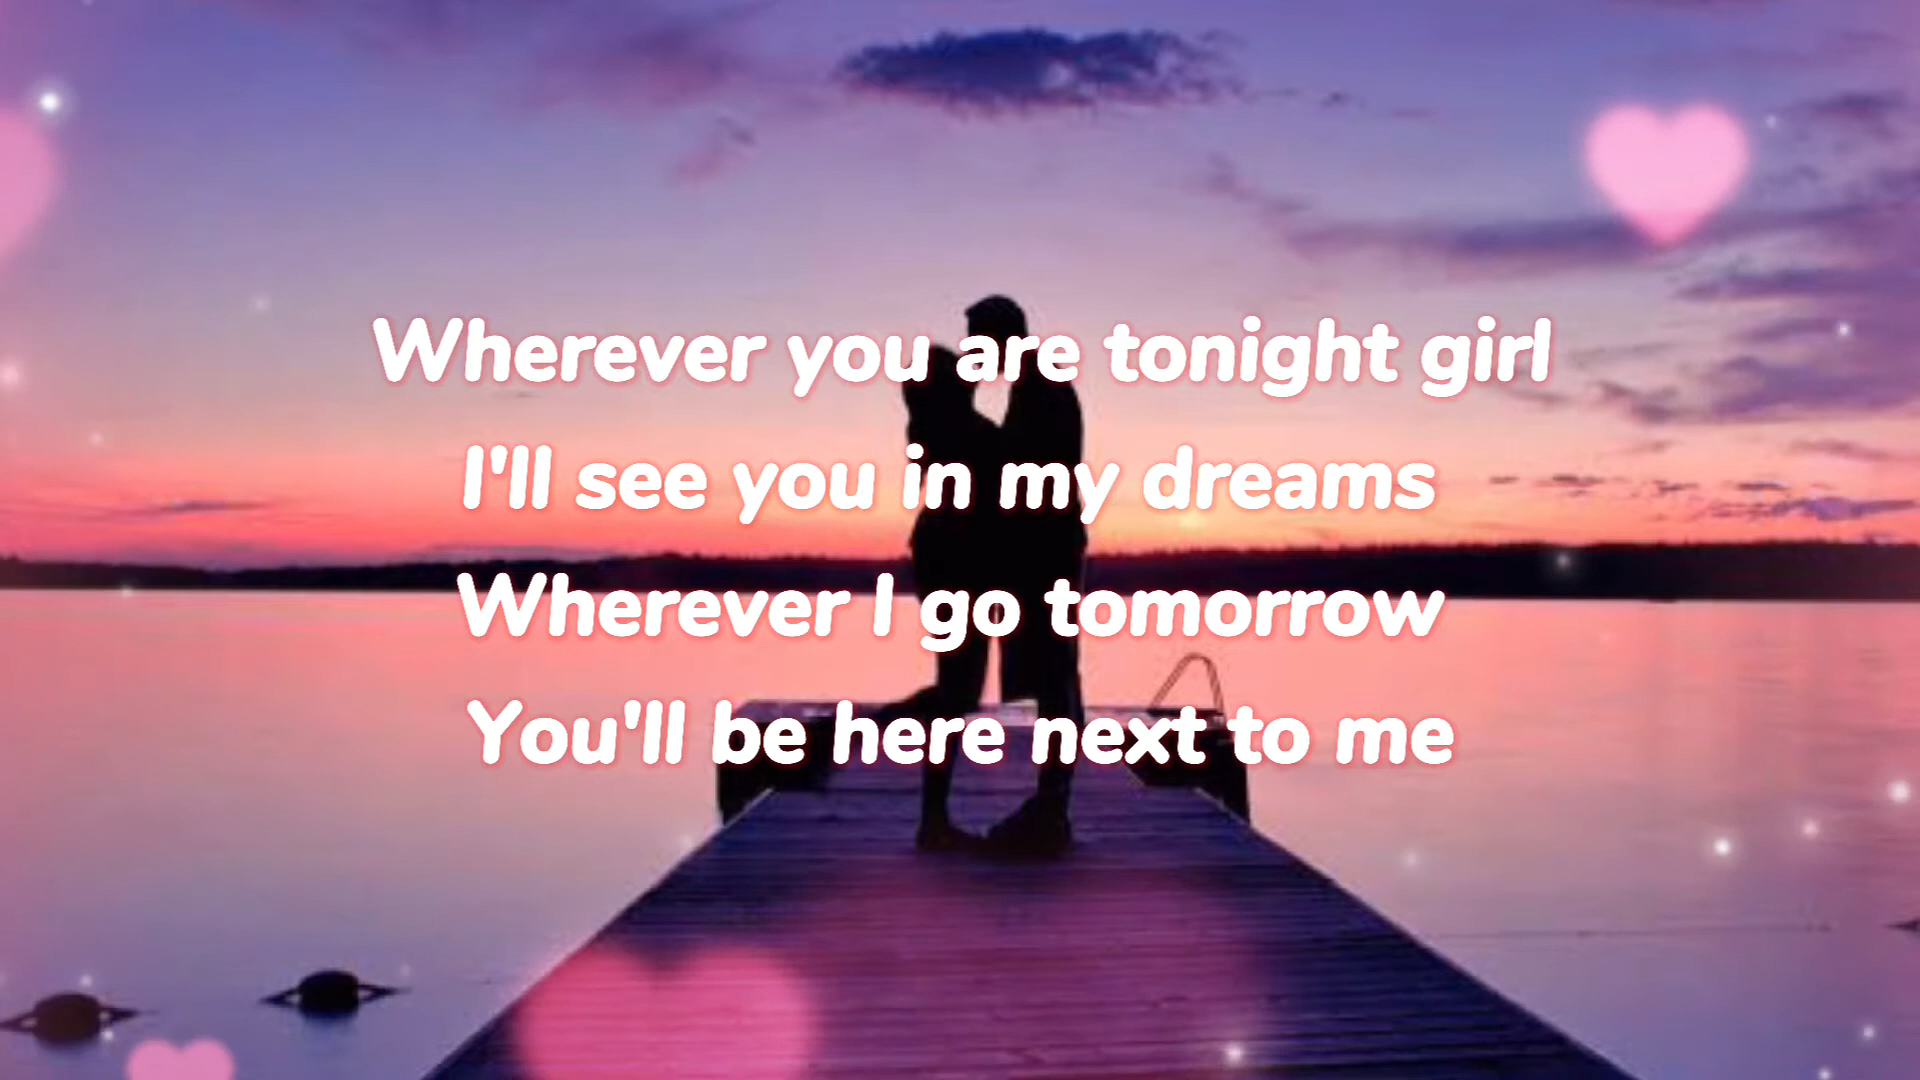 Wherever you are tonight girl
I'll see you in my dreams
Wherever I go tomorrow
You'll be here next to me